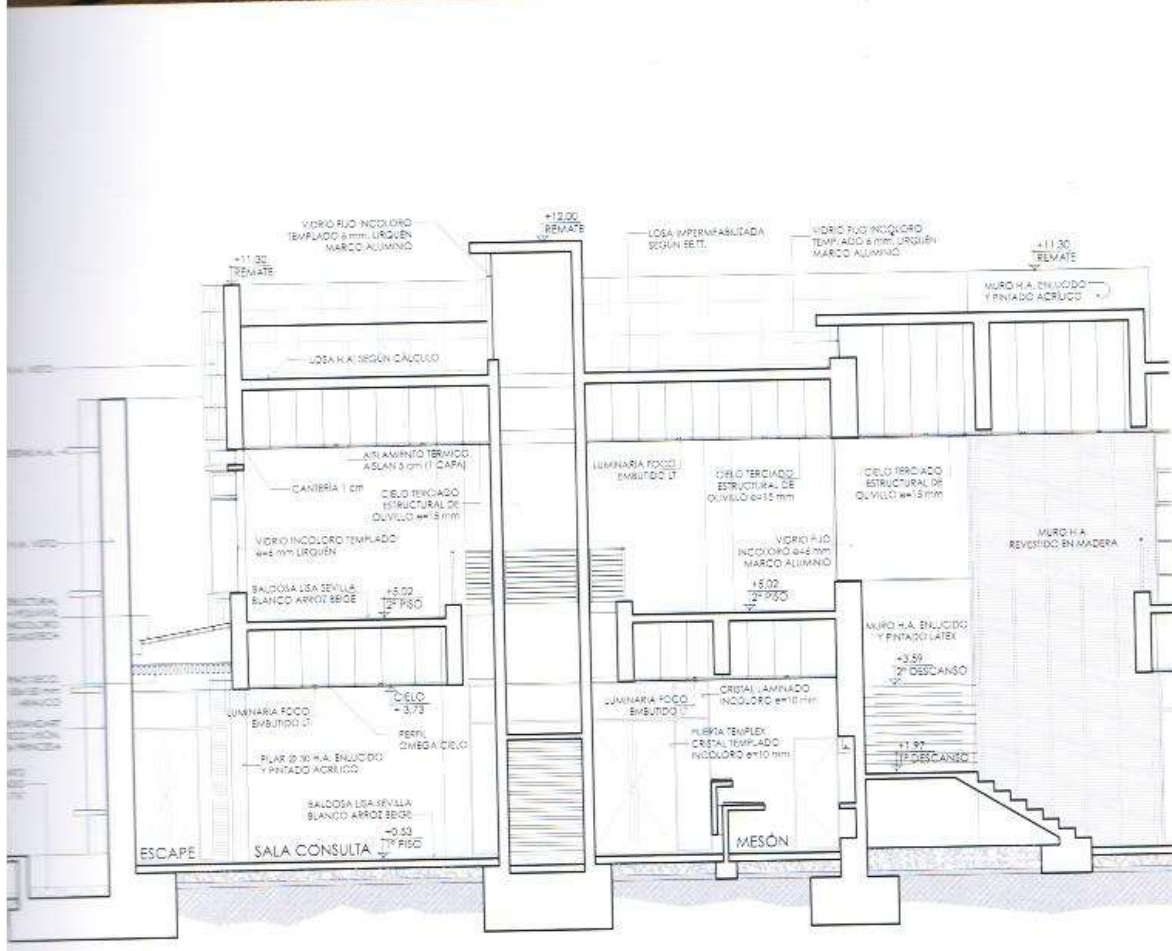 VIDRIO FIJO INCOLORO
TEMPLADO 6 mm. LIRQUÉN
MARCO ALUMINIO
+12.00
REMATE
LOSA IMPERMEABILIZADA
SEGÚN EE.TT.
VIDRIO FIJO INCOLORO
TEMPLADO 6 mm. LIRQUÉN
MARCO ALUMINIO
+11.30
REMATE
+11.30
REMATE
MURO H.A. ENLUCIDO
Y PINTADO ACRÍLICO
LOSA H.A. SEGÚN CÁLCULO
AISLAMIENTO TÉRMICO
AISLAN 5 cm (1 CAPA)
CANTERÍA 1 cm
CIELO TERCIADO
ESTRUCTURAL DE
OLIVILLO e=15 mm
LUMINARIA FOCO
EMBUTIDO LT
CIELO TERCIADO
ESTRUCTURAL DE
OLIVILLO e=15 mm
CIELO TERCIADO
ESTRUCTURAL DE
OLIVILLO e=15 mm
VIDRIO INCOLORO TEMPLADO
e=6 mm LIRQUÉN
VIDRIO FIJO
INCOLORO e=6 mm
MARCO ALUMINIO
MURO H.A.
REVESTIDO EN MADERA
BALDOSA LISA SEVILLA
BLANCO ARROZ BEIGE
+5.02
2º PISO
+5.02
2º PISO
MURO H.A. ENLUCIDO
Y PINTADO LÁTEX
+3.59
2º DESCANSO
CIELO
+3.73
LUMINARIA FOCO
EMBUTIDO LT
PERFIL
OMEGA CIELO
LUMINARIA FOCO
EMBUTIDO
CRISTAL LAMINADO
INCOLORO e=10 mm
PUERTA TEMPLEX
CRISTAL TEMPLADO
INCOLORO e=10 mm
PILAR Ø 30 H.A. ENLUCIDO
Y PINTADO ACRÍLICO
+1.97
1º DESCANSO
BALDOSA LISA SEVILLA
BLANCO ARROZ BEIGE
+0.53
1º PISO
ESCAPE
SALA CONSULTA
MESÓN